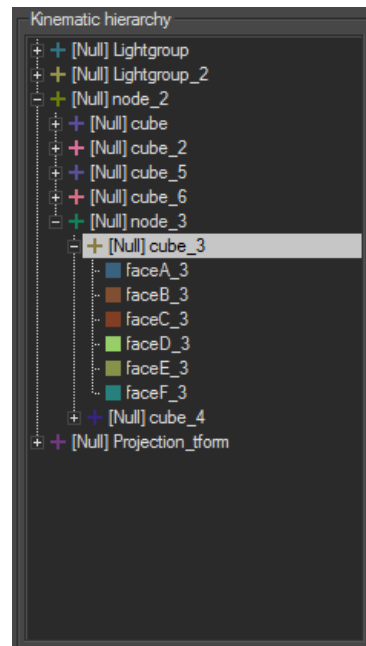 Kinematic hierarchy
[Null] Lightgroup
[Null] Lightgroup_2
[Null] node_2
[Null] cube
[Null] cube_2
[Null] cube_5
[Null] cube_6
[Null] node_3
[Null] cube_3
faceA_3
faceB_3
faceC_3
faceD_3
faceE_3
faceF_3
[Null] cube_4
[Null] Projection_tform